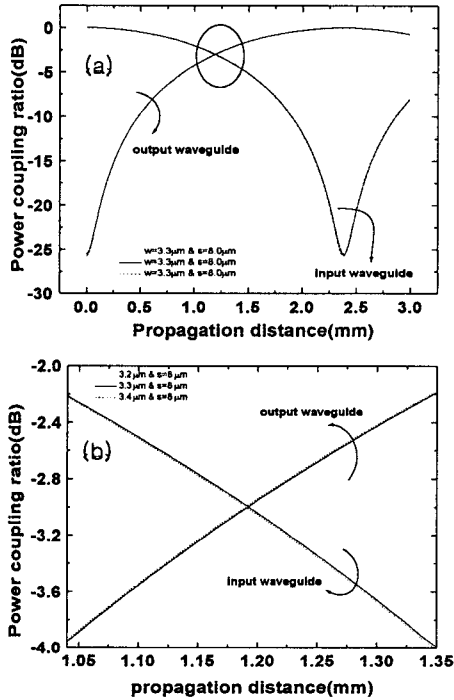 Power coupling ratio(dB)
0
-5
-10
-15
-20
-25
-30
(a)
output waveguide
input waveguide
w=3.3μm & s=8.0μm
w=3.3μm & s=8.0μm
w=3.3μm & s=8.0μm
0.0 0.5 1.0 1.5 2.0 2.5 3.0
Propagation distance(mm)
Power coupling ratio(dB)
-2.0
-2.4
-2.8
-3.2
-3.6
-4.0
3.2μm & s=8μm
3.3μm & s=8μm
3.4μm & s=8μm
(b)
output waveguide
input waveguide
1.05 1.10 1.15 1.20 1.25 1.30 1.35
propagation distance(mm)